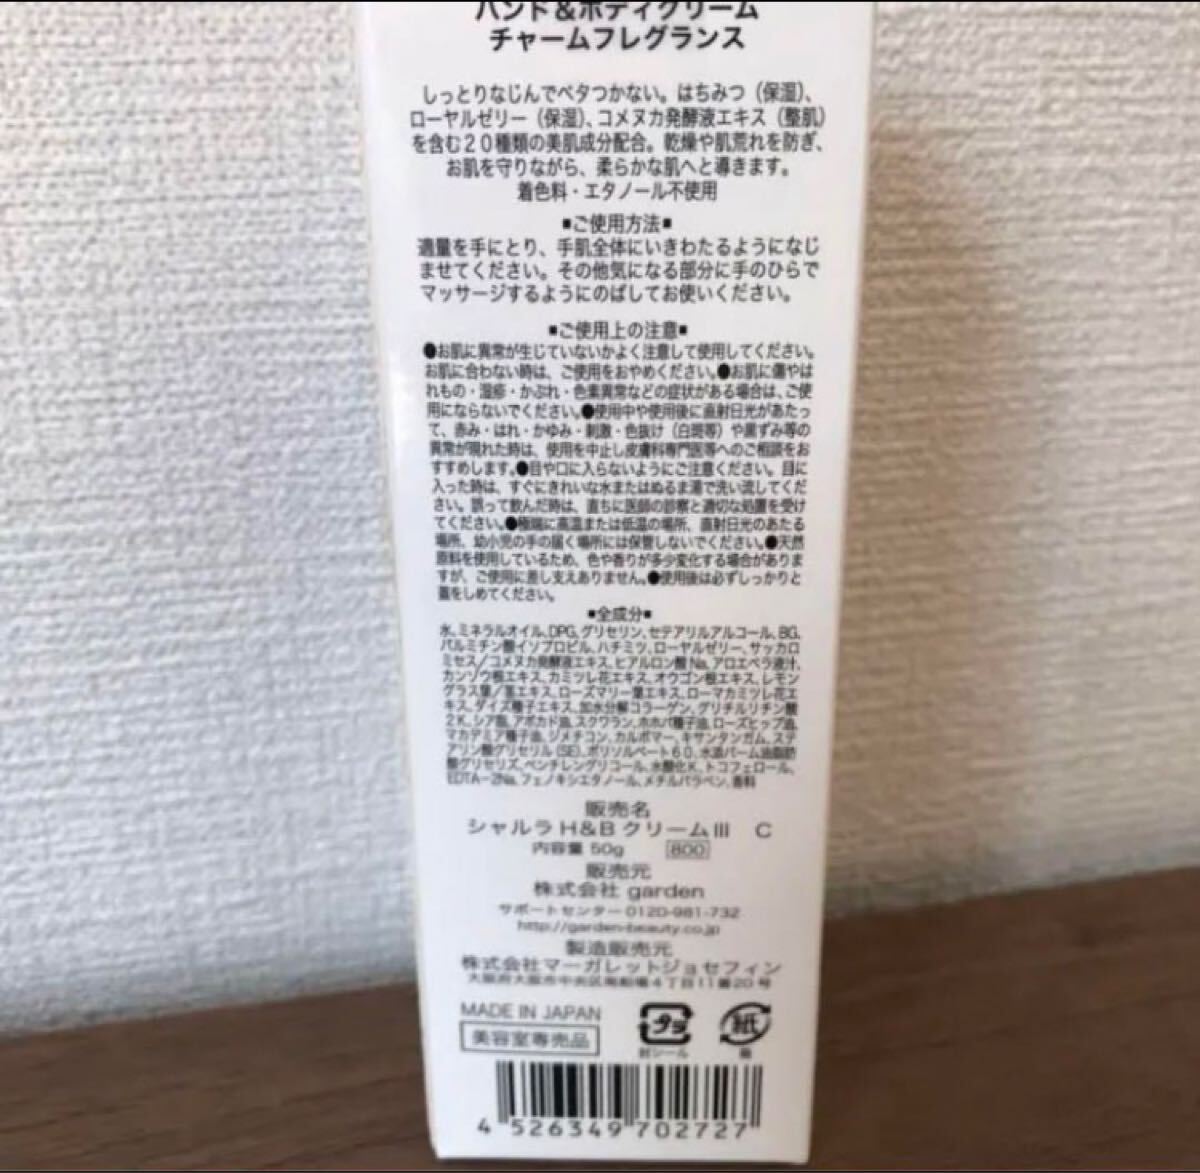 ハンド＆ボディクリーム
チャームフレグランス
しっとりなじんでベタつかない。はちみつ（保湿）、
ローヤルゼリー（保湿）、コメヌカ発酵液エキス（整肌）
を含む２０種類の美肌成分配合。乾燥や肌荒れを防ぎ、
お肌を守りながら、柔らかな肌へと導きます。
着色料・エタノール不使用
■ご使用方法■
適量を手にとり、手肌全体にいきわたるようになじ
ませてください。その他気になる部分に手のひらで
マッサージするようにのばしてお使いください。
■ご使用上の注意■
●お肌に異常が生じていないかよく注意して使用してください。
お肌に合わない時は、ご使用をおやめください。●お肌に傷やは
れもの・湿疹・かぶれ・色素異常などの症状がある場合は、ご使
用にならないでください。●使用中や使用後に直射日光があたっ
て、赤み・はれ・かゆみ・刺激・色抜け（白斑等）や黒ずみ等の
異常が現れた時は、使用を中止し皮膚科専門医等へのご相談をお
すすめします。●目や口に入らないようにご注意ください。目に
入った時は、すぐにきれいな水またはぬるま湯で洗い流してくだ
さい。誤って飲んだ時は、直ちに医師の診察と適切な処置を受け
てください。●極端に高温または低温の場所、直射日光のあたる
場所、幼小児の手の届く場所には保管しないでください。●天然
原料を使用しているため、色や香りが多少変化する場合がありま
すが、ご使用に差し支えありません。●使用後は必ずしっかりと
蓋をしめてください。
■全成分■
水、ミネラルオイル、DPG、グリセリン、セテアリルアルコール、BG、
パルミチン酸イソプロピル、ハチミツ、ローヤルゼリー、サッカロ
ミセス／コメヌカ発酵液エキス、ヒアルロン酸Na、アロエベラ液汁、
カンゾウ根エキス、カミツレ花エキス、オウゴン根エキス、レモン
グラス葉／茎エキス、ローズマリー葉エキス、ローマカミツレ花エ
キス、ダイズ種子エキス、加水分解コラーゲン、グリチルリチン酸
２K、シア脂、アボカド油、スクワラン、ホホバ種子油、ローズヒップ油、
マカデミア種子油、ジメチコン、カルボマー、キサンタンガム、ステ
アリン酸グリセリル（SE）、ポリソルベート６０、水添パーム油脂肪
酸グリセリズ、ペンチレングリコール、水酸化K、トコフェロール、
EDTA－2Na、フェノキシエタノール、メチルパラベン、香料
販売名
シャルラ H&B クリームⅢ　C
内容量 50g　800
販売元
株式会社 garden
サポートセンター 0120-981-732
http://garden-beauty.co.jp
製造販売元
株式会社マーガレットジョセフィン
大阪府大阪市中央区南船場４丁目11番20号
MADE IN JAPAN
美容室専売品
プラ
封シール
紙
箱
4 526349 702727